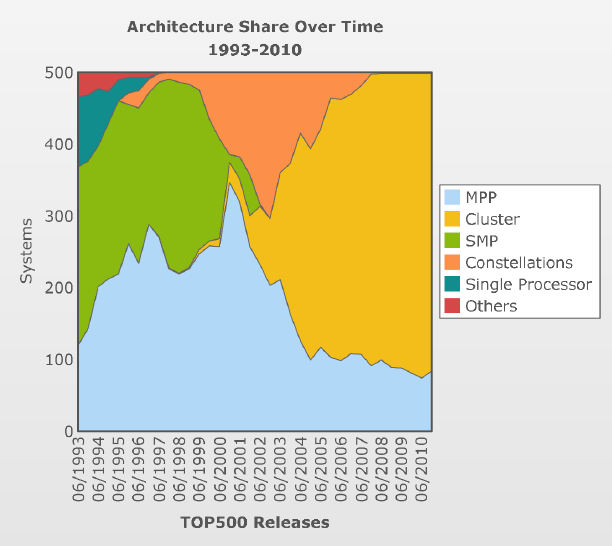 Architecture Share Over Time
1993-2010
500
400
300
200
100
0
Systems
06/1993
06/1994
06/1995
06/1996
06/1997
06/1998
06/1999
06/2000
06/2001
06/2002
06/2003
06/2004
06/2005
06/2006
06/2007
06/2008
06/2009
06/2010
TOP500 Releases
MPP
Cluster
SMP
Constellations
Single Processor
Others